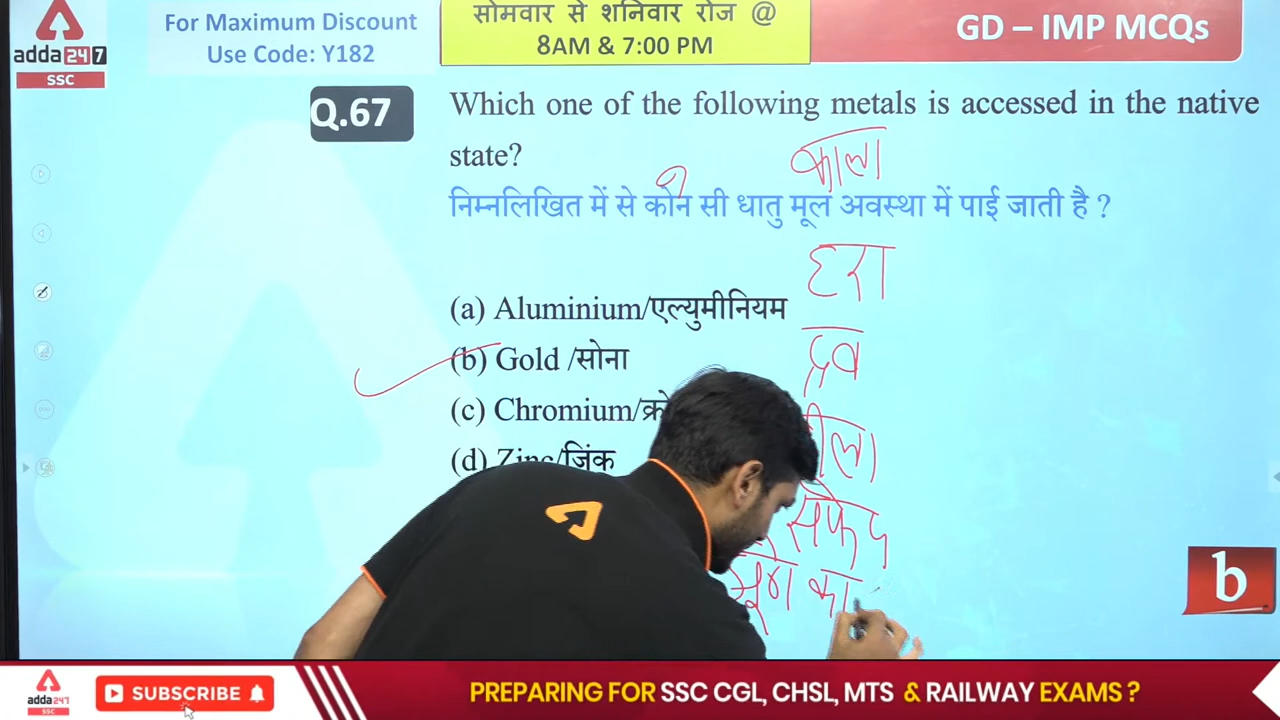 adda247
SSC
For Maximum Discount
Use Code: Y182
सोमवार से शनिवार रोज @
8AM & 7:00 PM
GD – IMP MCQs
Q.67
Which one of the following metals is accessed in the native
state?
काला
निम्नलिखित में से कौन सी धातु मूल अवस्था में पाई जाती है ?
हरा
(a) Aluminium/एल्युमीनियम
(b) Gold /सोना
द्रव
(c) Chromium/क्रो
(d) Zinc/जिंक
सफेद
मूंगे का
b
adda247
SSC
SUBSCRIBE
PREPARING FOR SSC CGL, CHSL, MTS & RAILWAY EXAMS ?